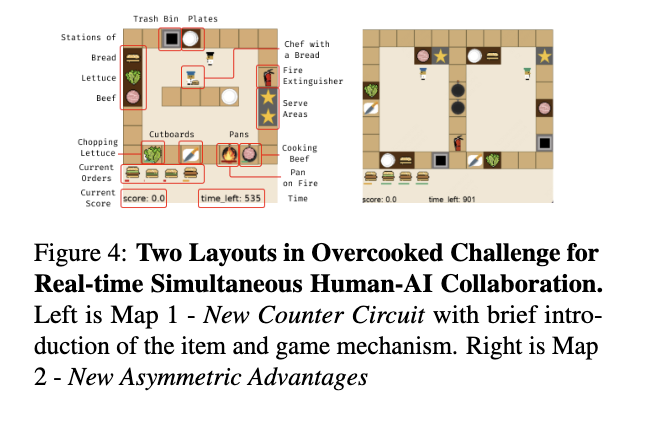 Trash Bin Plates
Stations of
Bread
Lettuce
Beef
Chef with
a Bread
Fire
Extinguisher
Serve
Areas
Cutboards
Pans
Chopping
Lettuce
Cooking
Beef
Current
Orders
Pan
on Fire
Current
Score
score: 0.0
time_left: 535
Time
score: 0.0
time_left: 901
Figure 4: Two Layouts in Overcooked Challenge for
Real-time Simultaneous Human-AI Collaboration.
Left is Map 1 - New Counter Circuit with brief intro-
duction of the item and game mechanism. Right is Map
2 - New Asymmetric Advantages